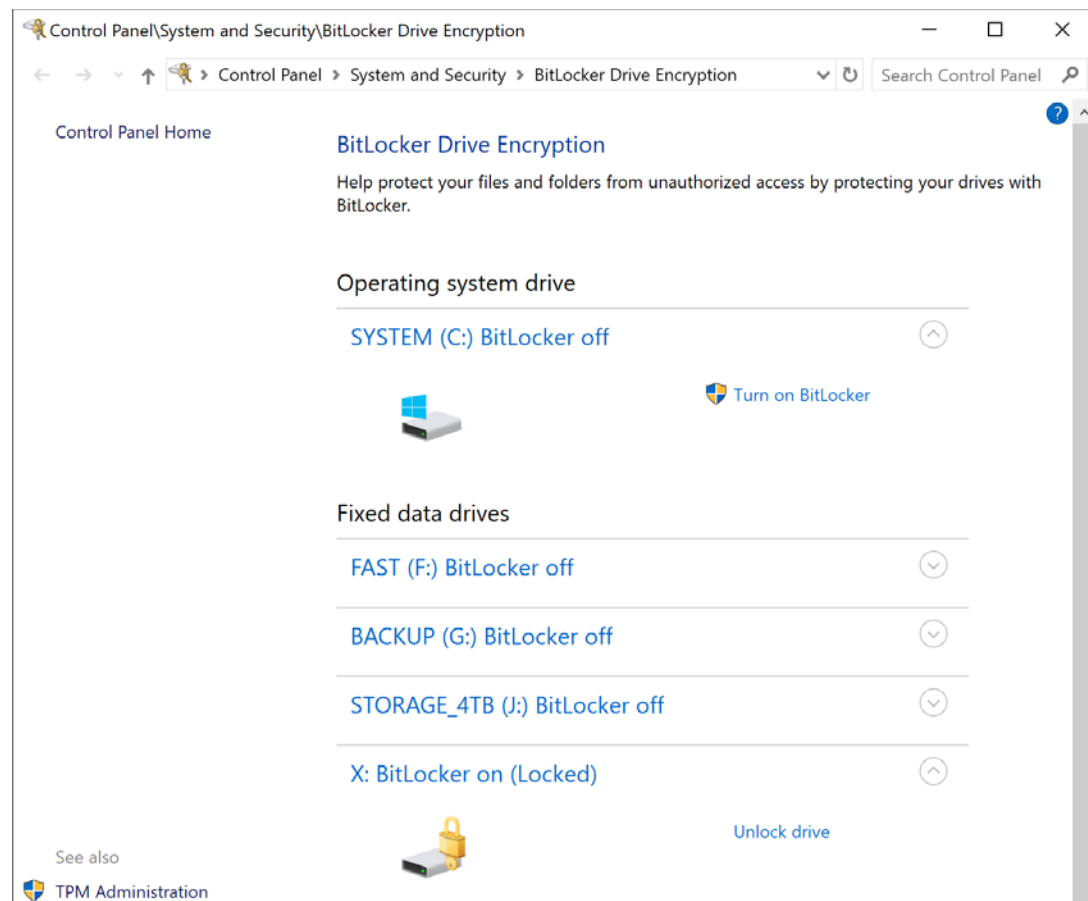 Control Panel\System and Security\BitLocker Drive Encryption
Control Panel > System and Security > BitLocker Drive Encryption
Search Control Panel
?
Control Panel Home
BitLocker Drive Encryption
Help protect your files and folders from unauthorized access by protecting your drives with
BitLocker.
Operating system drive
SYSTEM (C:) BitLocker off
Turn on BitLocker
Fixed data drives
FAST (F:) BitLocker off
BACKUP (G:) BitLocker off
STORAGE_4TB (J:) BitLocker off
X: BitLocker on (Locked)
Unlock drive
See also
TPM Administration